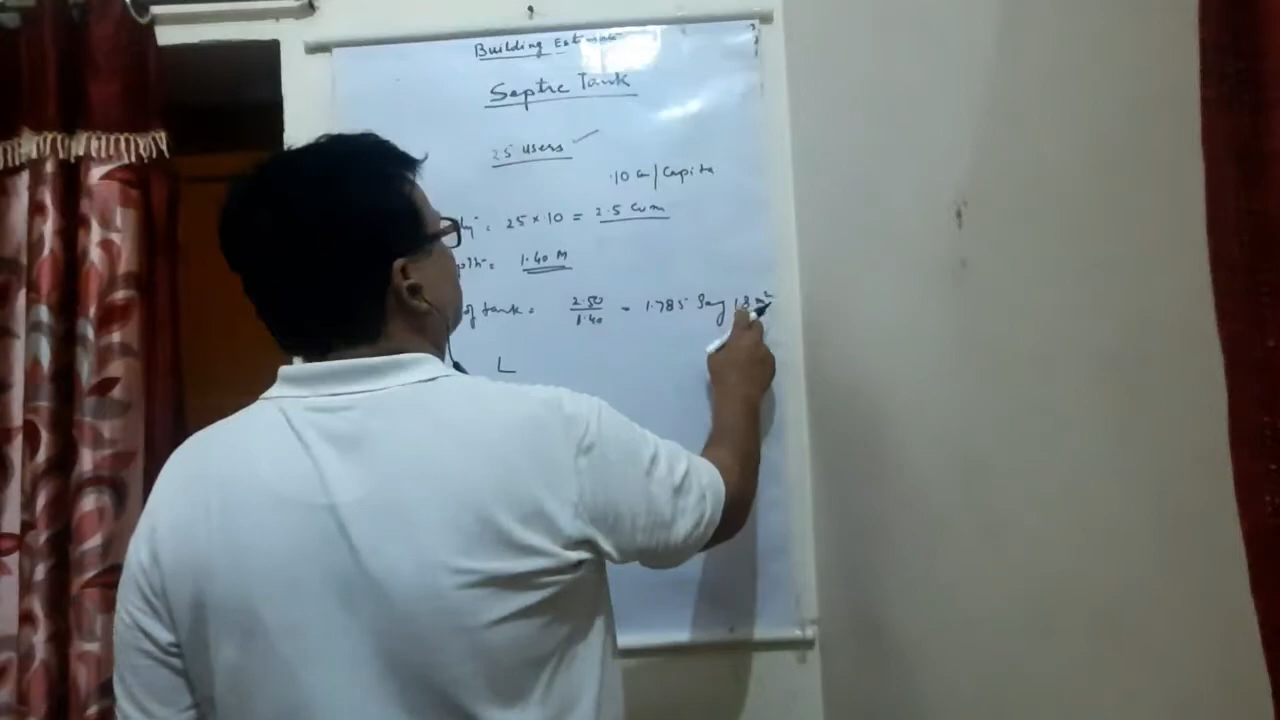 Building Estimate
Septic Tank
25 users
.10 cu/Capita
25 × .10 = 2.5 Cum
1.40 M
of tank = 2.50/1.40 = 1.785 Say 1.8 m²
L